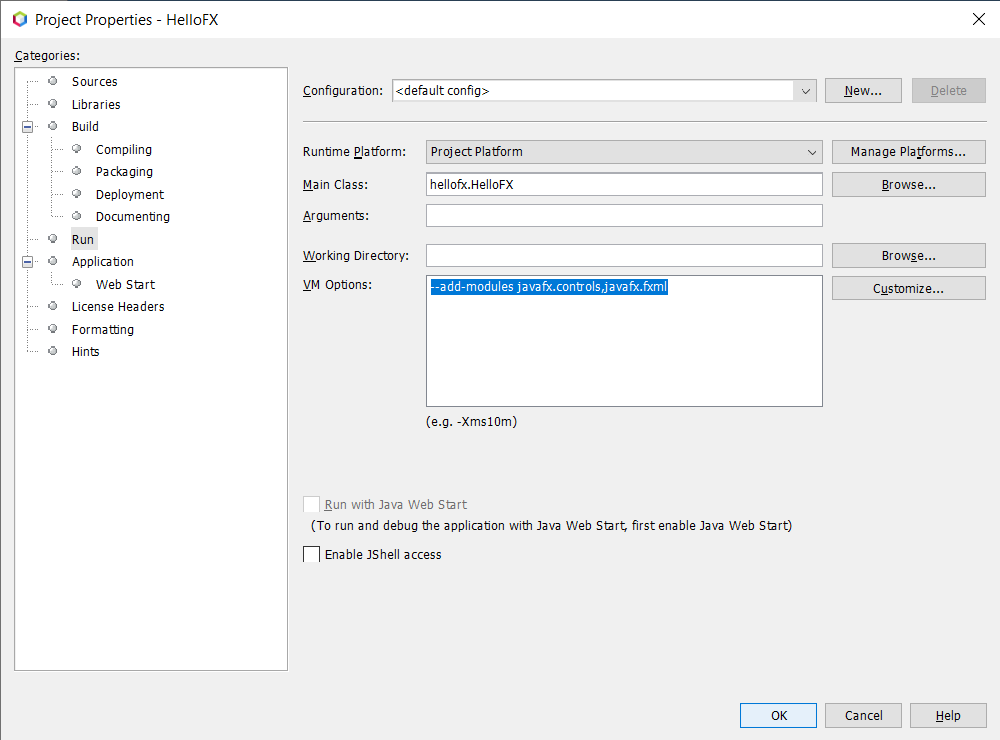 Project Properties - HelloFX
Categories:
Sources
Libraries
Build
Compiling
Packaging
Deployment
Documenting
Run
Application
Web Start
License Headers
Formatting
Hints
Configuration: <default config> New... Delete
Runtime Platform: Project Platform Manage Platforms...
Main Class: hellofx.HelloFX Browse...
Arguments:
Working Directory: Browse...
VM Options: --add-modules javafx.controls,javafx.fxml Customize...
(e.g. -Xms10m)
Run with Java Web Start
(To run and debug the application with Java Web Start, first enable Java Web Start)
Enable JShell access
OK Cancel Help